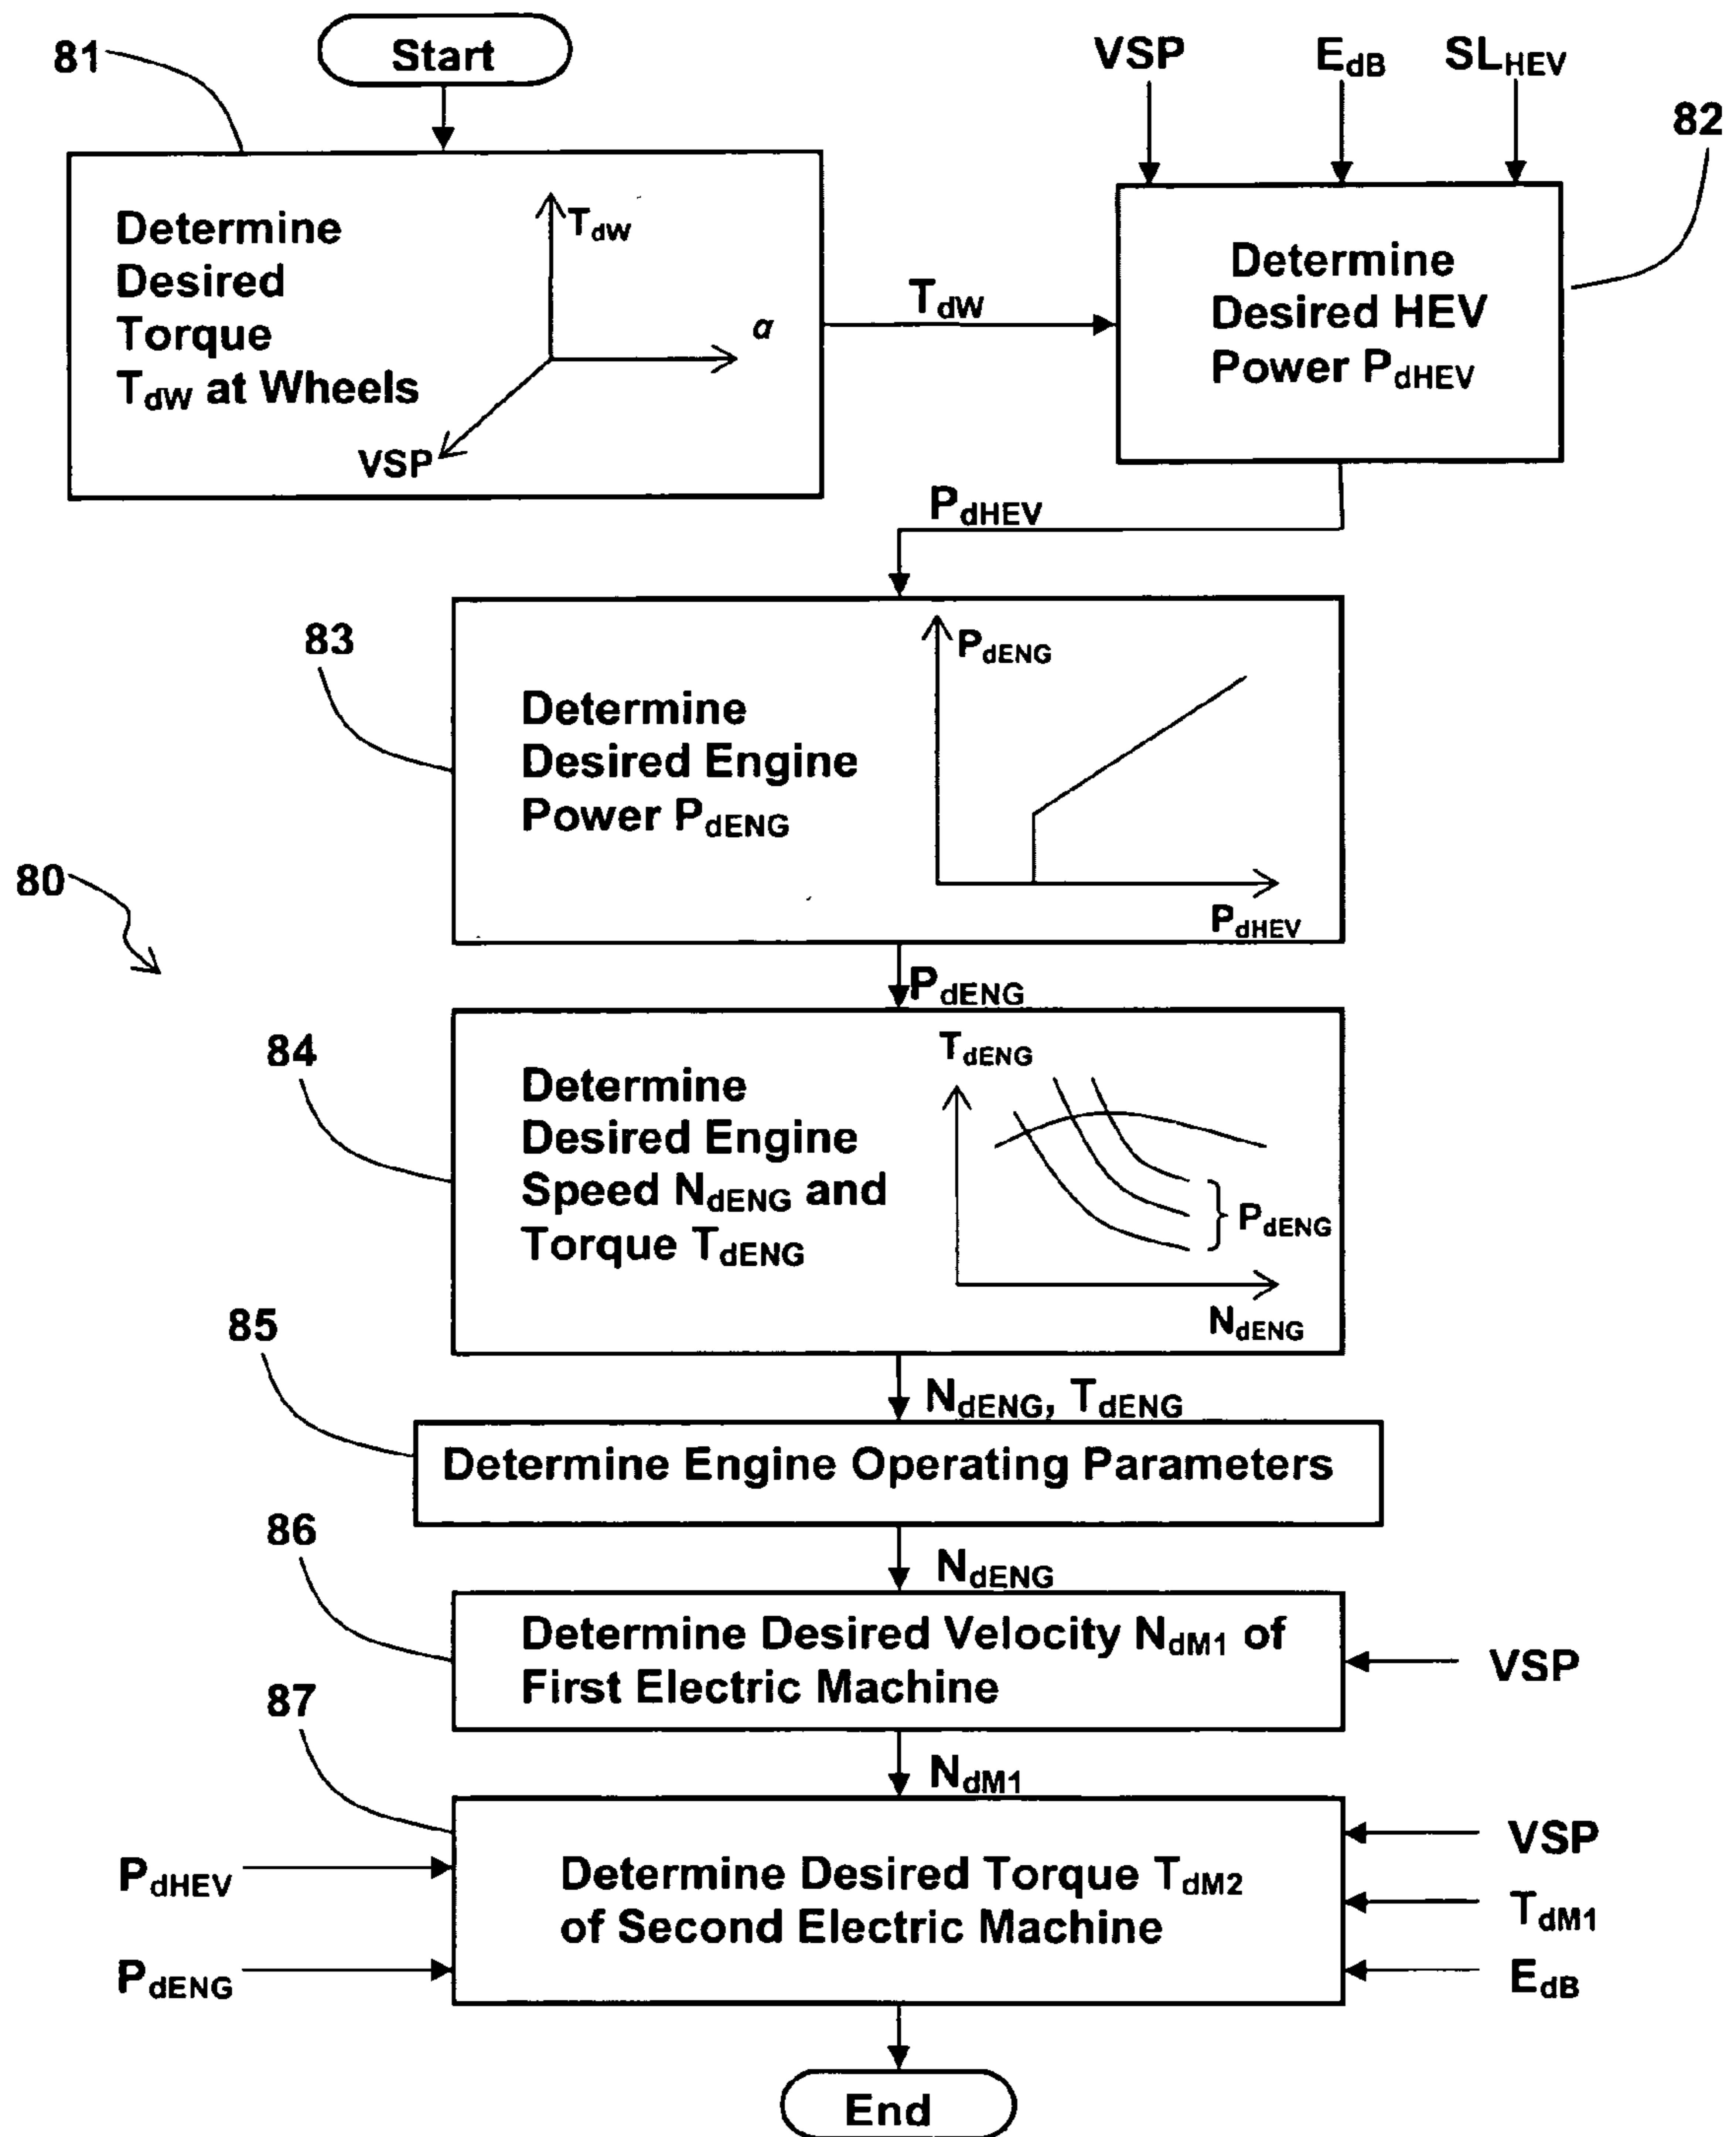 81
Start
VSP
EdB
SLHEV
82
Determine
Desired
Torque
TdW at Wheels
TdW
α
VSP
TdW
Determine
Desired HEV
Power PdHEV
PdHEV
83
Determine
Desired Engine
Power PdENG
PdENG
PdHEV
80
PdENG
84
Determine
Desired Engine
Speed NdENG and
Torque TdENG
TdENG
PdENG
NdENG
85
NdENG, TdENG
Determine Engine Operating Parameters
86
NdENG
Determine Desired Velocity NdM1 of
First Electric Machine
VSP
87
NdM1
PdHEV
PdENG
Determine Desired Torque TdM2
of Second Electric Machine
VSP
TdM1
EdB
End